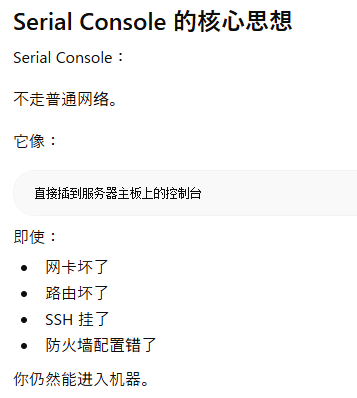 Serial Console 的核心思想
Serial Console：
不走普通网络。
它像：
直接插到服务器主板上的控制台
即使：
网卡坏了
路由坏了
SSH 挂了
防火墙配置错了
你仍然能进入机器。